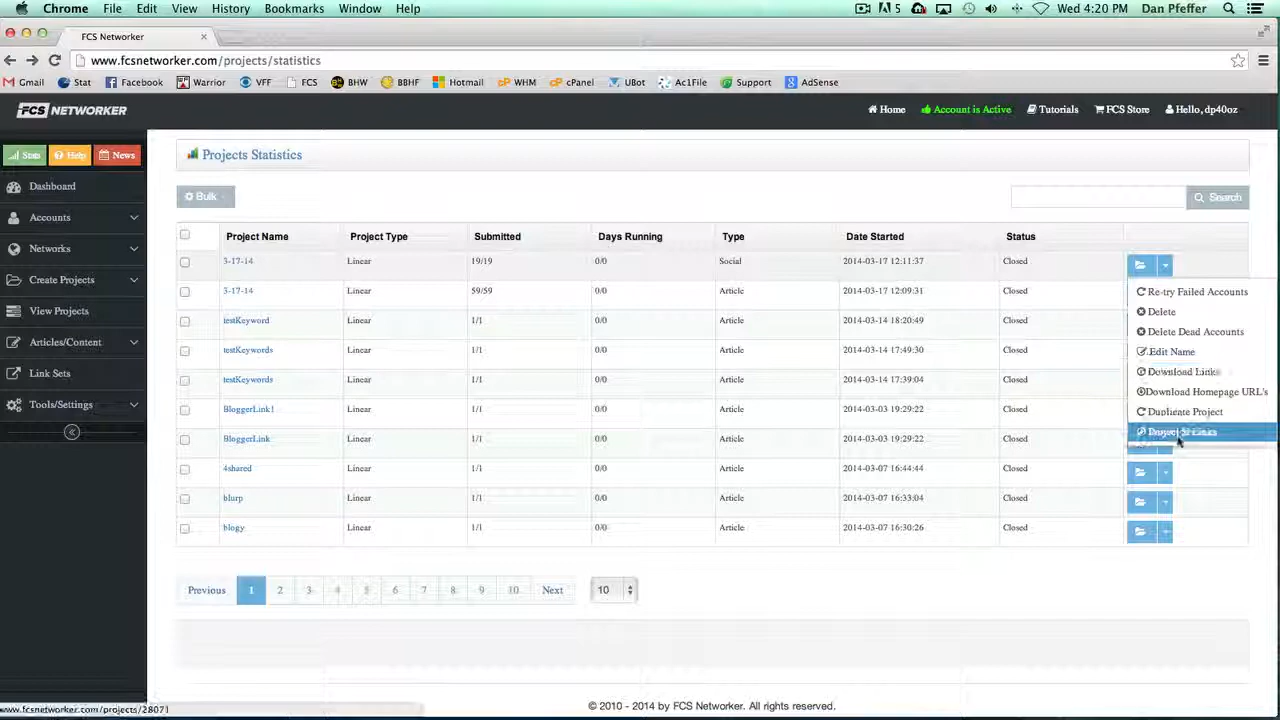 Chrome File Edit View History Bookmarks Window Help 5 Wed 4:20 PM Dan Pfeffer
FCS Networker
www.fcsnetworker.com/projects/statistics
Gmail Stat Facebook Warrior VFF FCS BHW BBHF Hotmail WHM cPanel UBot Ac1File Support AdSense
FCS NETWORKER Home Account is Active Tutorials FCS Store Hello, dp40oz
Stats Help News
Dashboard
Accounts
Networks
Create Projects
View Projects
Articles/Content
Link Sets
Tools/Settings
Projects Statistics
Bulk Search
Project Name Project Type Submitted Days Running Type Date Started Status
3-17-14 Linear 19/19 0/0 Social 2014-03-17 12:11:37 Closed
3-17-14 Linear 59/59 0/0 Article 2014-03-17 12:09:31 Closed
testKeyword Linear 1/1 0/0 Article 2014-03-14 18:20:49 Closed
testKeywords Linear 1/1 0/0 Article 2014-03-14 17:49:30 Closed
testKeywords Linear 1/1 0/0 Article 2014-03-14 17:39:04 Closed
BloggerLink! Linear 1/1 0/0 Article 2014-03-03 19:29:22 Closed
BloggerLink Linear 1/1 0/0 Article 2014-03-03 19:29:22 Closed
4shared Linear 1/1 0/0 Article 2014-03-07 16:44:44 Closed
blurp Linear 1/1 0/0 Article 2014-03-07 16:33:04 Closed
blogy Linear 1/1 0/0 Article 2014-03-07 16:30:26 Closed
Re-try Failed Accounts
Delete
Delete Dead Accounts
Edit Name
Download Links
Download Homepage URL's
Duplicate Project
Links
Previous 1 2 3 4 5 6 7 8 9 10 Next 10
© 2010 - 2014 by FCS Networker. All rights reserved.
www.fcsnetworker.com/projects/28071